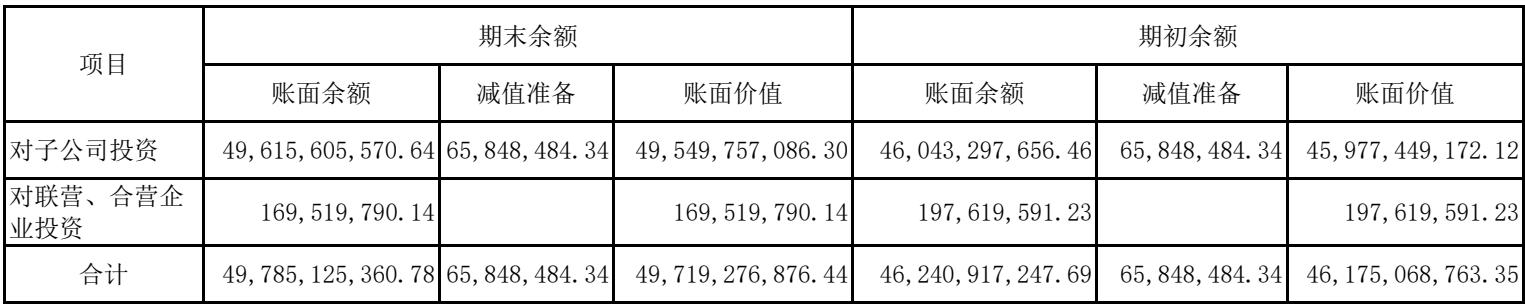 项目 期末余额 期初余额
账面余额 减值准备 账面价值 账面余额 减值准备 账面价值
对子公司投资 49,615,605,570.64 65,848,484.34 49,549,757,086.30 46,043,297,656.46 65,848,484.34 45,977,449,172.12
对联营、合营企
业投资 169,519,790.14 169,519,790.14 197,619,591.23 197,619,591.23
合计 49,785,125,360.78 65,848,484.34 49,719,276,876.44 46,240,917,247.69 65,848,484.34 46,175,068,763.35